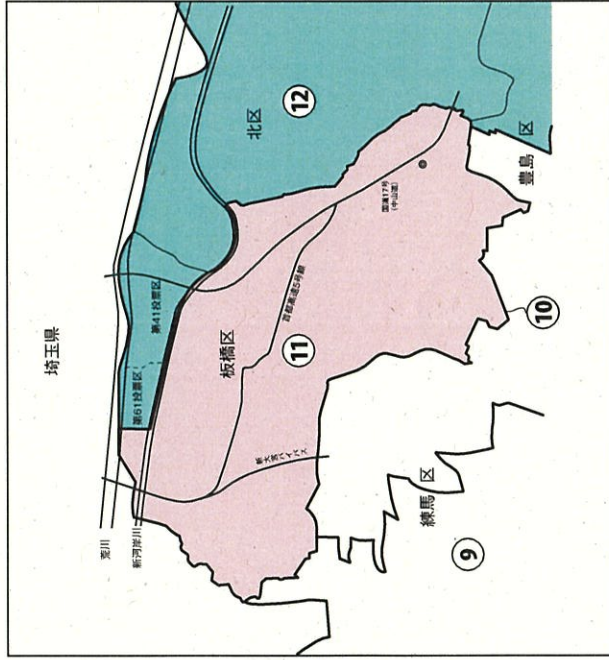 埼玉県
荒川
新河岸川
第61投票区
第41投票区
北区
⑫
板橋区
⑪
首都高速5号線
新大宮バイパス
国道17号
(中山道)
豊島区
⑩
練馬区
⑨